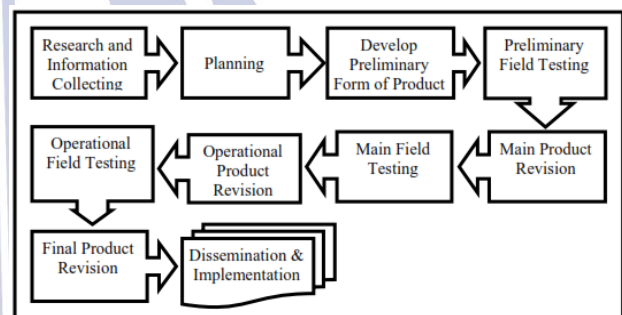 Research and
Information
Collecting
Planning
Develop
Preliminary
Form of Product
Preliminary
Field Testing
Main Product
Revision
Main Field
Testing
Operational
Product
Revision
Operational
Field Testing
Final Product
Revision
Dissemination &
Implementation